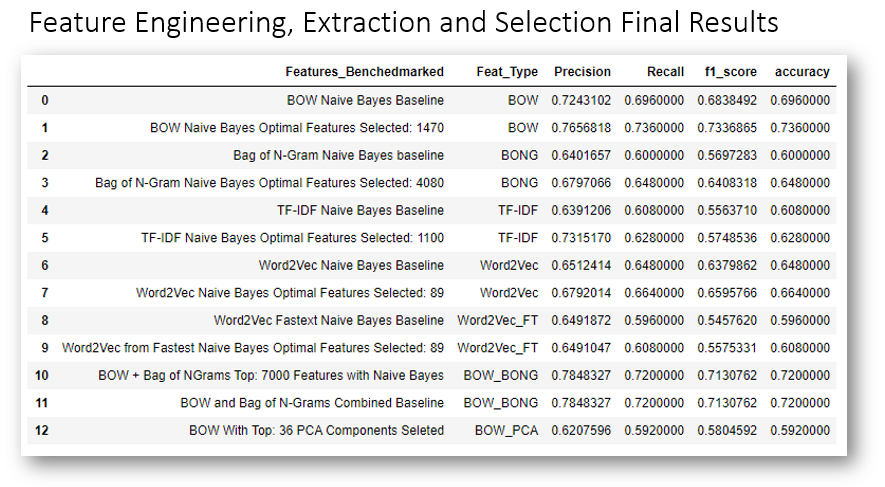 Feature Engineering, Extraction and Selection Final Results
Features_Benchedmarked Feat_Type Precision Recall f1_score accuracy
0 BOW Naive Bayes Baseline BOW 0.7243102 0.6960000 0.6838492 0.6960000
1 BOW Naive Bayes Optimal Features Selected: 1470 BOW 0.7656818 0.7360000 0.7336865 0.7360000
2 Bag of N-Gram Naive Bayes baseline BONG 0.6401657 0.6000000 0.5697283 0.6000000
3 Bag of N-Gram Naive Bayes Optimal Features Selected: 4080 BONG 0.6797066 0.6480000 0.6408318 0.6480000
4 TF-IDF Naive Bayes Baseline TF-IDF 0.6391206 0.6080000 0.5563710 0.6080000
5 TF-IDF Naive Bayes Optimal Features Selected: 1100 TF-IDF 0.7315170 0.6280000 0.5748536 0.6280000
6 Word2Vec Naive Bayes Baseline Word2Vec 0.6512414 0.6480000 0.6379862 0.6480000
7 Word2Vec Naive Bayes Optimal Features Selected: 89 Word2Vec 0.6792014 0.6640000 0.6595766 0.6640000
8 Word2Vec Fastext Naive Bayes Baseline Word2Vec_FT 0.6491872 0.5960000 0.5457620 0.5960000
9 Word2Vec from Fastest Naive Bayes Optimal Features Selected: 89 Word2Vec_FT 0.6491047 0.6080000 0.5575331 0.6080000
10 BOW + Bag of NGrams Top: 7000 Features with Naive Bayes BOW_BONG 0.7848327 0.7200000 0.7130762 0.7200000
11 BOW and Bag of N-Grams Combined Baseline BOW_BONG 0.7848327 0.7200000 0.7130762 0.7200000
12 BOW With Top: 36 PCA Components Seleted BOW_PCA 0.6207596 0.5920000 0.5804592 0.5920000